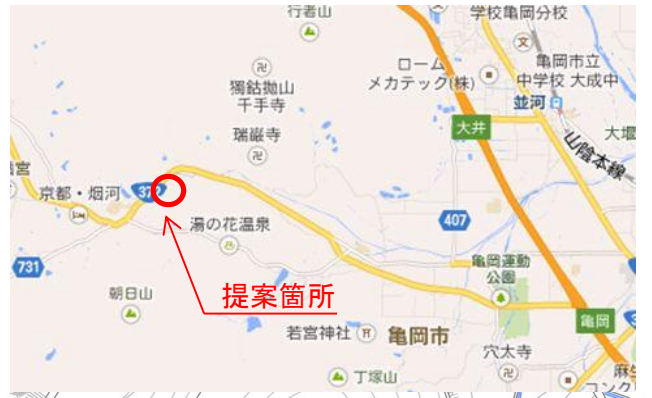 行者山
学校亀岡分校
獨鈷抛山
千手寺
ローム
メカテック(株)
亀岡市立
中学校 大成中
並河
大井
山陰本線
瑞巌寺
京都・烟河
372
湯の花温泉
407
731
朝日山
提案箇所
亀岡運動
公園
亀岡
若宮神社
亀岡市
穴太寺
丁塚山